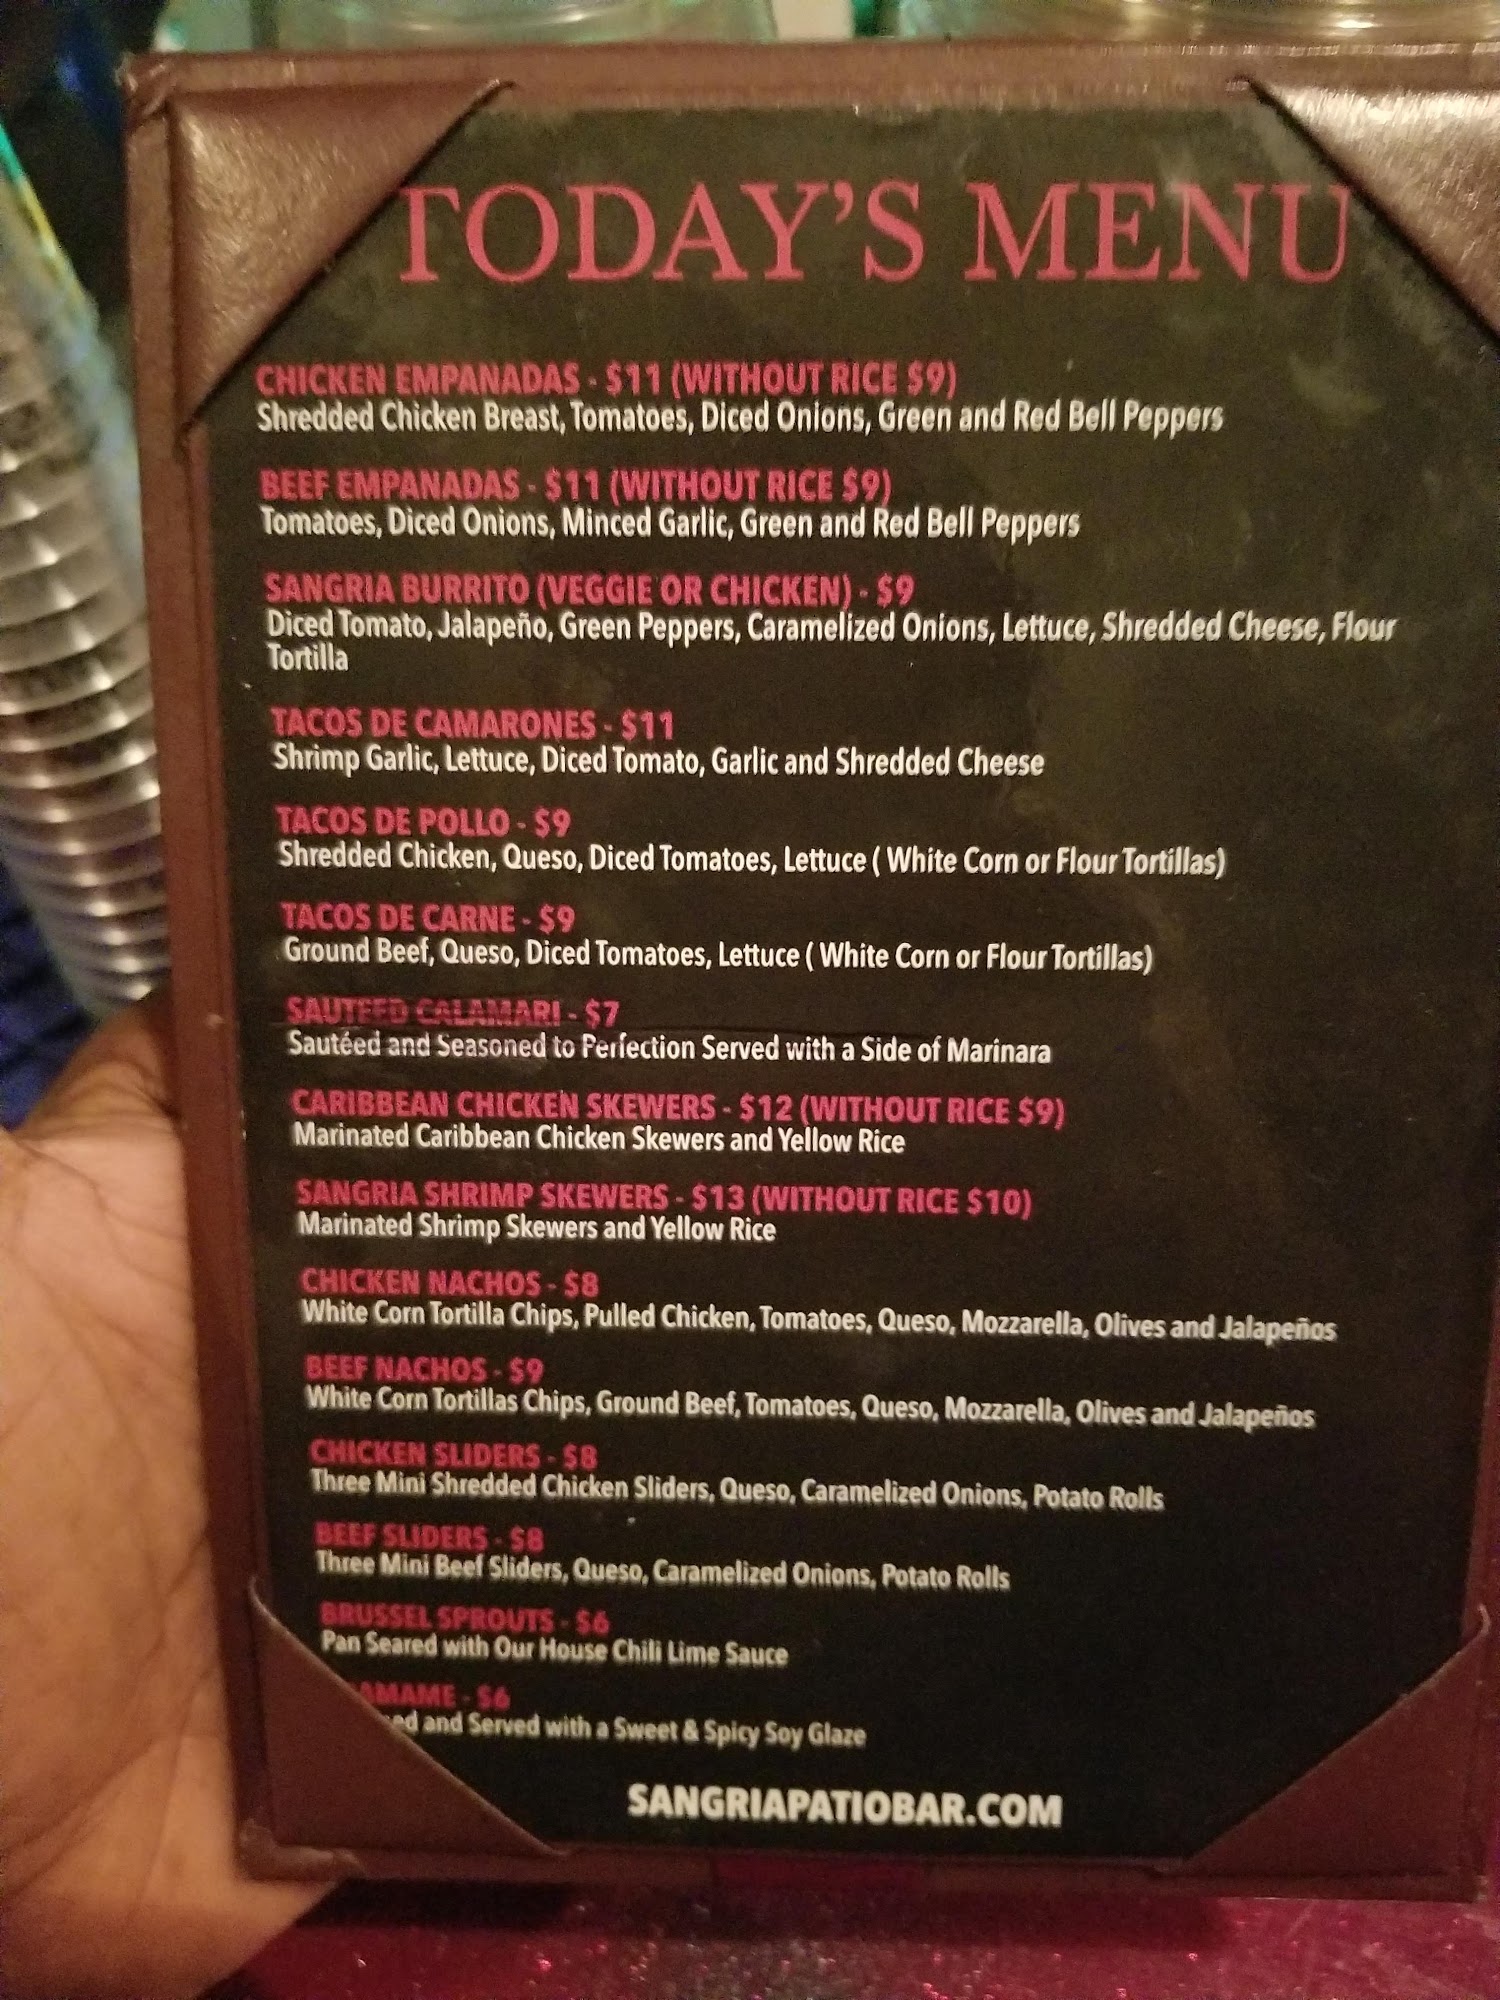 TODAY'S MENU
CHICKEN EMPANADAS - $11 (WITHOUT RICE $9)
Shredded Chicken Breast, Tomatoes, Diced Onions, Green and Red Bell Peppers
BEEF EMPANADAS - $11 (WITHOUT RICE $9)
Tomatoes, Diced Onions, Minced Garlic, Green and Red Bell Peppers
SANGRIA BURRITO (VEGGIE OR CHICKEN) - $9
Diced Tomato, Jalapeño, Green Peppers, Caramelized Onions, Lettuce, Shredded Cheese, Flour
Tortilla
TACOS DE CAMARONES - $11
Shrimp Garlic, Lettuce, Diced Tomato, Garlic and Shredded Cheese
TACOS DE POLLO - $9
Shredded Chicken, Queso, Diced Tomatoes, Lettuce ( White Corn or Flour Tortillas)
TACOS DE CARNE - $9
Ground Beef, Queso, Diced Tomatoes, Lettuce ( White Corn or Flour Tortillas)
SAUTEED CALAMARI - $7
Sautéed and Seasoned to Perfection Served with a Side of Marinara
CARIBBEAN CHICKEN SKEWERS - $12 (WITHOUT RICE $9)
Marinated Caribbean Chicken Skewers and Yellow Rice
SANGRIA SHRIMP SKEWERS - $13 (WITHOUT RICE $10)
Marinated Shrimp Skewers and Yellow Rice
CHICKEN NACHOS - $8
White Corn Tortilla Chips, Pulled Chicken, Tomatoes, Queso, Mozzarella, Olives and Jalapeños
BEEF NACHOS - $9
White Corn Tortillas Chips, Ground Beef, Tomatoes, Queso, Mozzarella, Olives and Jalapeños
CHICKEN SLIDERS - $8
Three Mini Shredded Chicken Sliders, Queso, Caramelized Onions, Potato Rolls
BEEF SLIDERS - $8
Three Mini Beef Sliders, Queso, Caramelized Onions, Potato Rolls
BRUSSEL SPROUTS - $6
Pan Seared with Our House Chili Lime Sauce
AMAME - $6
ed and Served with a Sweet & Spicy Soy Glaze
SANGRIAPATIOBAR.COM